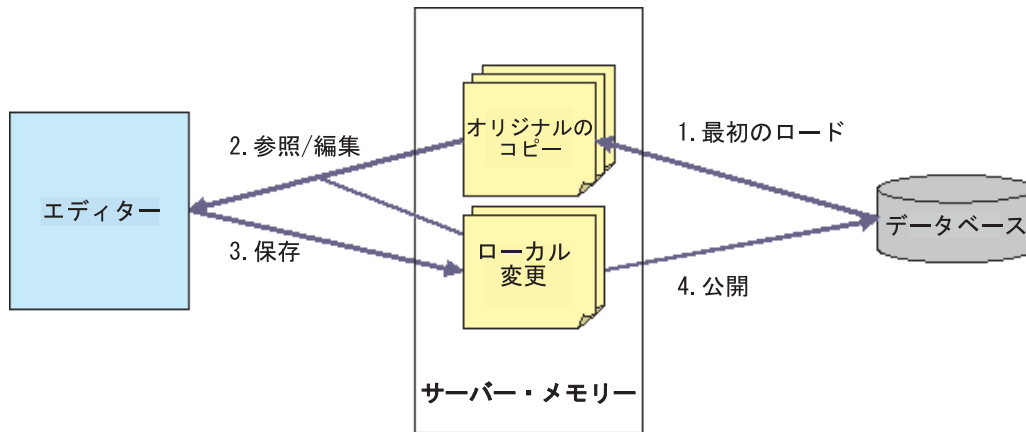 オリジナルの
コピー
1. 最初のロード
2. 参照/編集
エディター
データベース
3. 保存
ローカル
変更
4. 公開
サーバー・メモリー